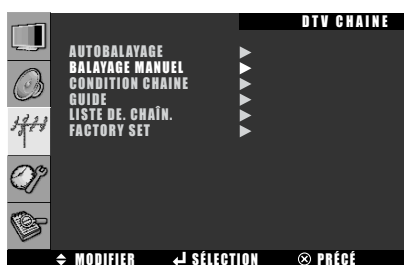 DTV CHAINE
AUTOBALAYAGE
BALAYAGE MANUEL
CONDITION CHAINE
GUIDE
LISTE DE. CHAÎN.
FACTORY SET
MODIFIER SÉLECTION PRÉCÉ